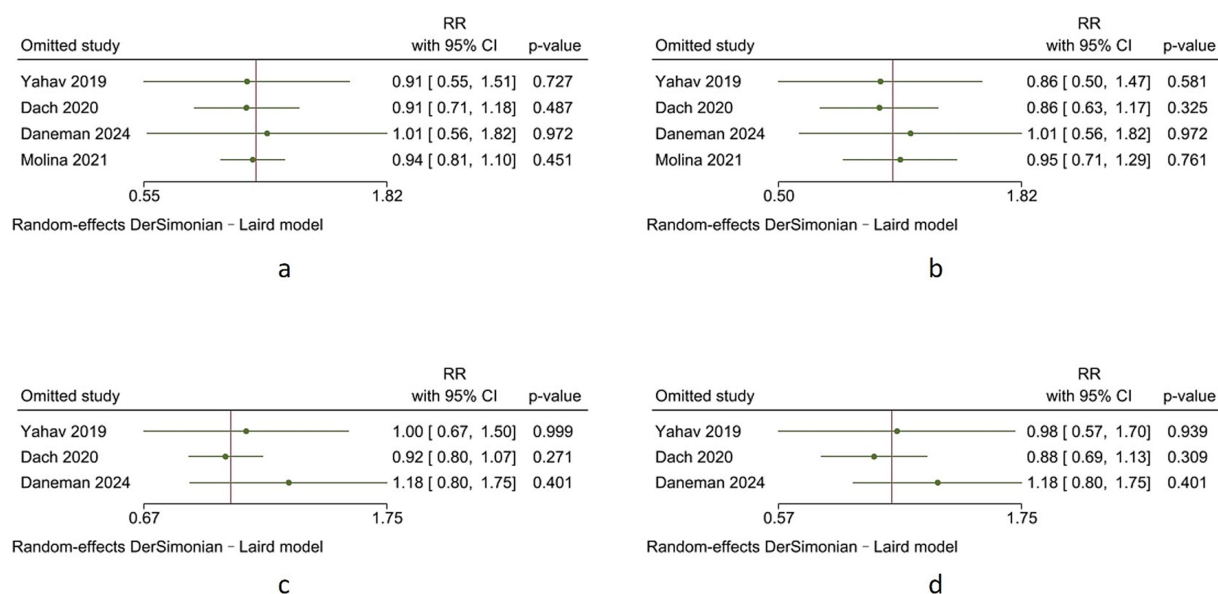 RR
Omitted study with 95% CI p-value
Yahav 2019 0.91 [ 0.55, 1.51] 0.727
Dach 2020 0.91 [ 0.71, 1.18] 0.487
Daneman 2024 1.01 [ 0.56, 1.82] 0.972
Molina 2021 0.94 [ 0.81, 1.10] 0.451
0.55 1.82
Random-effects DerSimonian – Laird model
a
RR
Omitted study with 95% CI p-value
Yahav 2019 0.86 [ 0.50, 1.47] 0.581
Dach 2020 0.86 [ 0.63, 1.17] 0.325
Daneman 2024 1.01 [ 0.56, 1.82] 0.972
Molina 2021 0.95 [ 0.71, 1.29] 0.761
0.50 1.82
Random-effects DerSimonian – Laird model
b
RR
Omitted study with 95% CI p-value
Yahav 2019 1.00 [ 0.67, 1.50] 0.999
Dach 2020 0.92 [ 0.80, 1.07] 0.271
Daneman 2024 1.18 [ 0.80, 1.75] 0.401
0.67 1.75
Random-effects DerSimonian – Laird model
c
RR
Omitted study with 95% CI p-value
Yahav 2019 0.98 [ 0.57, 1.70] 0.939
Dach 2020 0.88 [ 0.69, 1.13] 0.309
Daneman 2024 1.18 [ 0.80, 1.75] 0.401
0.57 1.75
Random-effects DerSimonian – Laird model
d